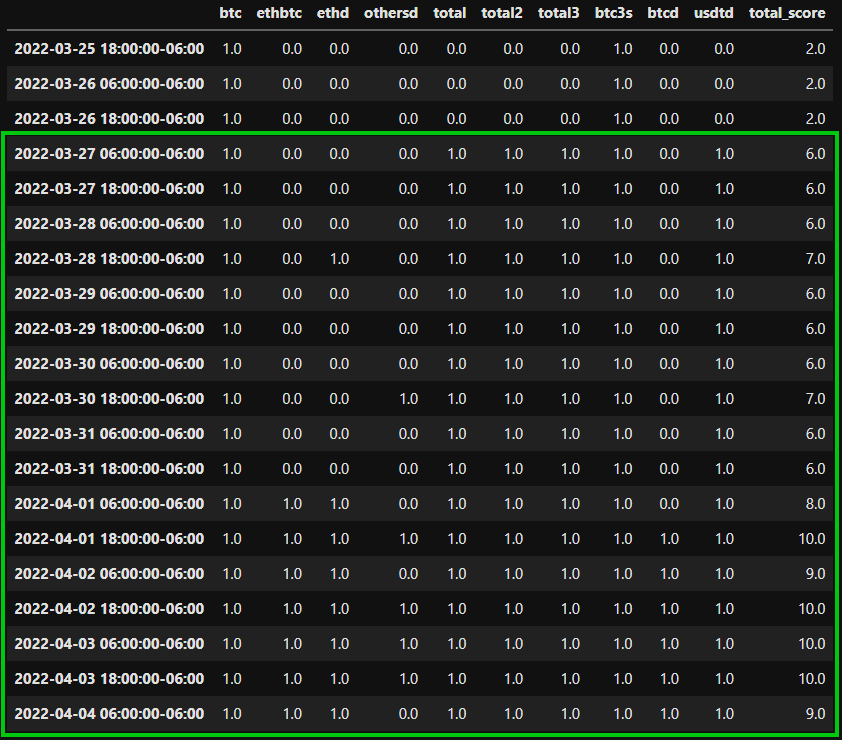 btc ethbtc ethd othersd total total2 total3 btc3s btcd usdtd total_score
2022-03-25 18:00:00-06:00 1.0 0.0 0.0 0.0 0.0 0.0 0.0 1.0 0.0 0.0 2.0
2022-03-26 06:00:00-06:00 1.0 0.0 0.0 0.0 0.0 0.0 0.0 1.0 0.0 0.0 2.0
2022-03-26 18:00:00-06:00 1.0 0.0 0.0 0.0 0.0 0.0 0.0 1.0 0.0 0.0 2.0
2022-03-27 06:00:00-06:00 1.0 0.0 0.0 0.0 1.0 1.0 1.0 1.0 0.0 1.0 6.0
2022-03-27 18:00:00-06:00 1.0 0.0 0.0 0.0 1.0 1.0 1.0 1.0 0.0 1.0 6.0
2022-03-28 06:00:00-06:00 1.0 0.0 0.0 0.0 1.0 1.0 1.0 1.0 0.0 1.0 6.0
2022-03-28 18:00:00-06:00 1.0 0.0 1.0 0.0 1.0 1.0 1.0 1.0 0.0 1.0 7.0
2022-03-29 06:00:00-06:00 1.0 0.0 0.0 0.0 1.0 1.0 1.0 1.0 0.0 1.0 6.0
2022-03-29 18:00:00-06:00 1.0 0.0 0.0 0.0 1.0 1.0 1.0 1.0 0.0 1.0 6.0
2022-03-30 06:00:00-06:00 1.0 0.0 0.0 0.0 1.0 1.0 1.0 1.0 0.0 1.0 6.0
2022-03-30 18:00:00-06:00 1.0 0.0 0.0 1.0 1.0 1.0 1.0 1.0 0.0 1.0 7.0
2022-03-31 06:00:00-06:00 1.0 0.0 0.0 0.0 1.0 1.0 1.0 1.0 0.0 1.0 6.0
2022-03-31 18:00:00-06:00 1.0 0.0 0.0 0.0 1.0 1.0 1.0 1.0 0.0 1.0 6.0
2022-04-01 06:00:00-06:00 1.0 1.0 1.0 0.0 1.0 1.0 1.0 1.0 0.0 1.0 8.0
2022-04-01 18:00:00-06:00 1.0 1.0 1.0 1.0 1.0 1.0 1.0 1.0 1.0 1.0 10.0
2022-04-02 06:00:00-06:00 1.0 1.0 1.0 0.0 1.0 1.0 1.0 1.0 1.0 1.0 9.0
2022-04-02 18:00:00-06:00 1.0 1.0 1.0 1.0 1.0 1.0 1.0 1.0 1.0 1.0 10.0
2022-04-03 06:00:00-06:00 1.0 1.0 1.0 1.0 1.0 1.0 1.0 1.0 1.0 1.0 10.0
2022-04-03 18:00:00-06:00 1.0 1.0 1.0 1.0 1.0 1.0 1.0 1.0 1.0 1.0 10.0
2022-04-04 06:00:00-06:00 1.0 1.0 1.0 0.0 1.0 1.0 1.0 1.0 1.0 1.0 9.0